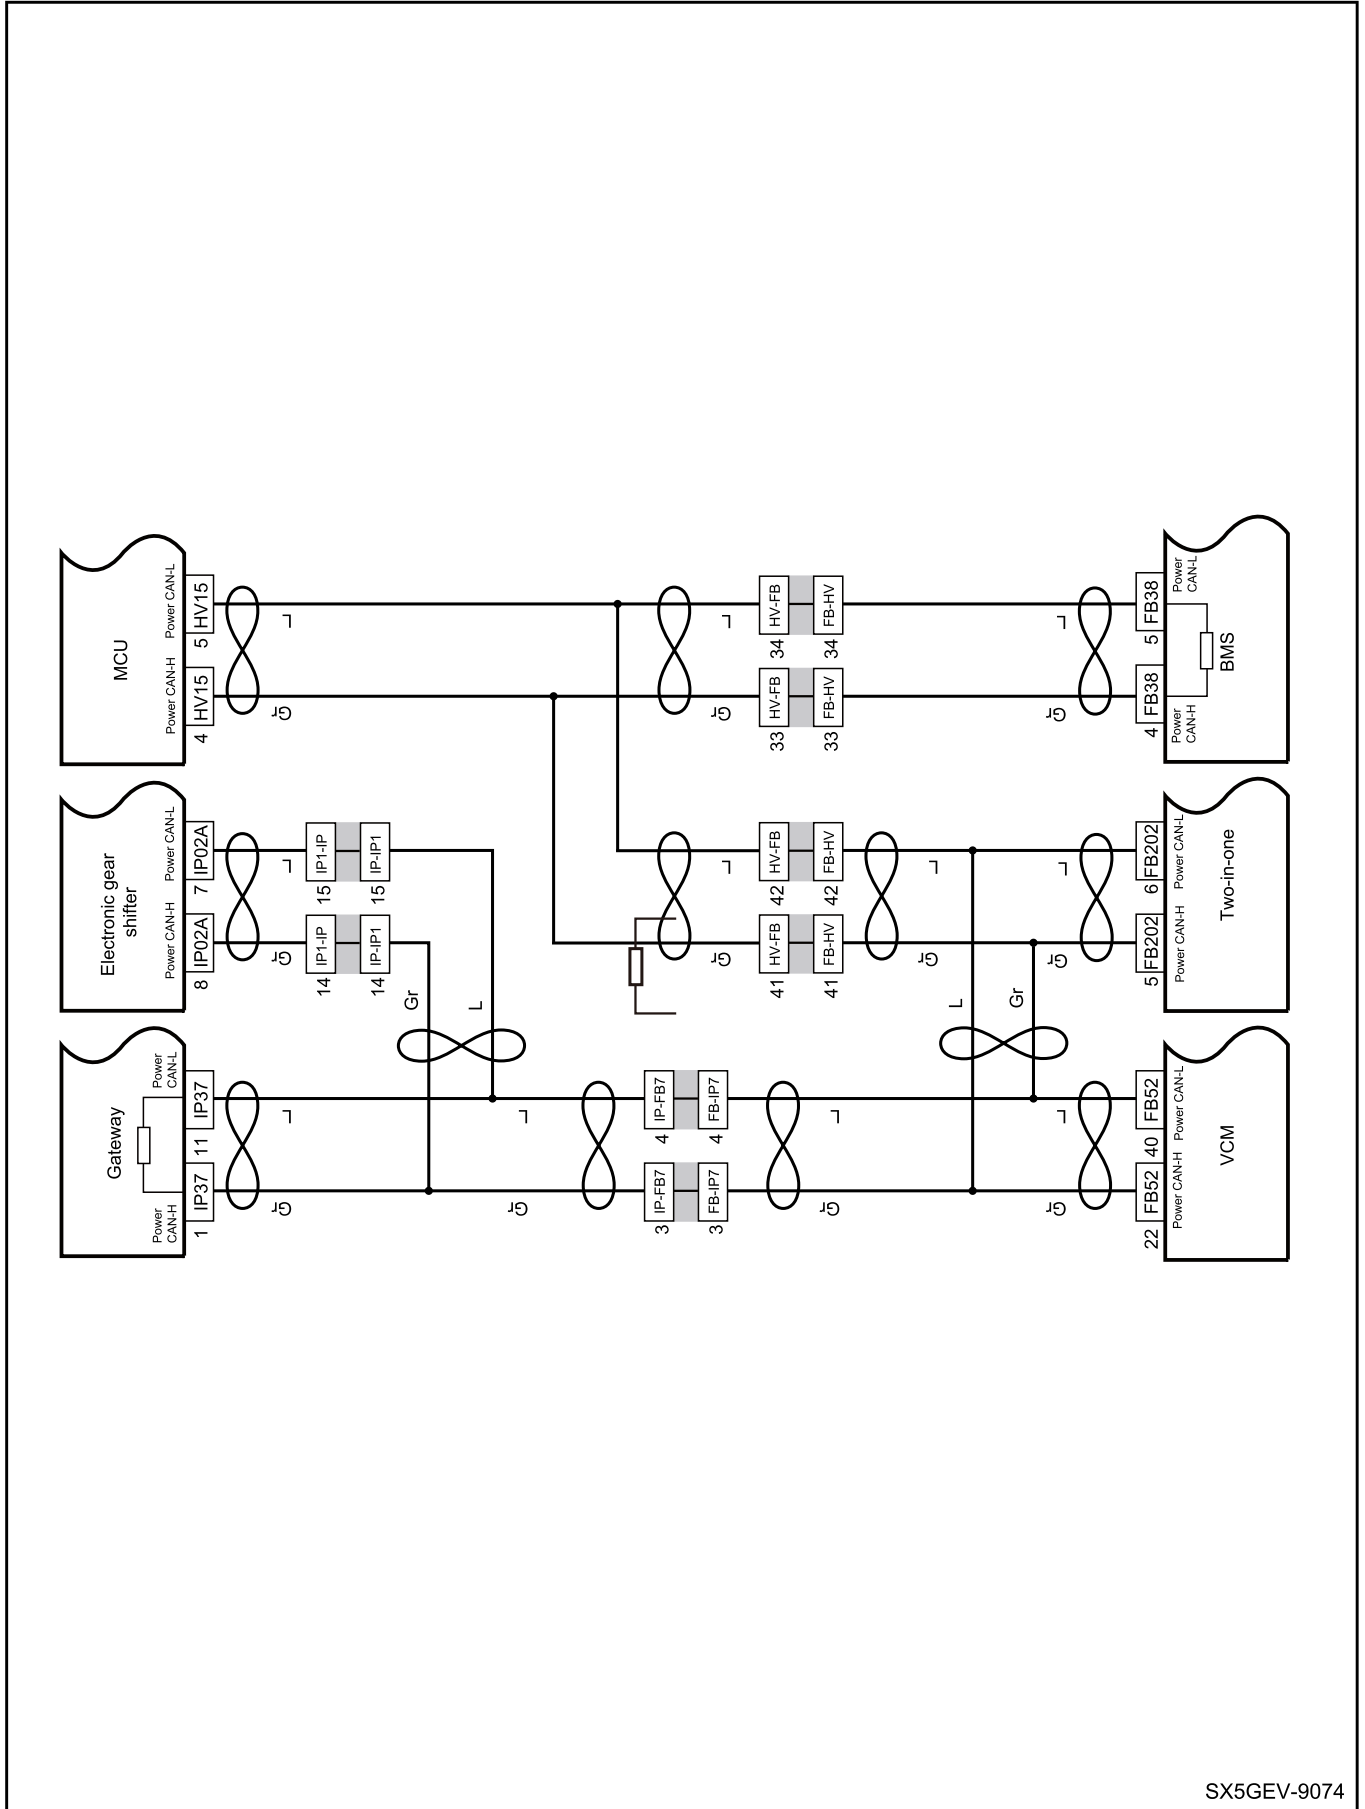 MCU
Power CAN-L
HV15
5
Power CAN-H
HV15
4
L
Gr
L
Gr
HV-FB
34
FB-HV
34
HV-FB
33
FB-HV
33
L
Gr
Power
CAN-L
FB38
5
FB38
4
Power
CAN-H
BMS
Electronic gear
shifter
Power CAN-L
IP02A
7
Power CAN-H
IP02A
8
L
Gr
IP1-IP
15
IP-IP1
15
IP1-IP
14
IP-IP1
14
Gr
L
L
Gr
HV-FB
42
FB-HV
42
HV-FB
41
FB-HV
41
L
Gr
L
Gr
L
Gr
FB202
6
Power CAN-L
FB202
5
Power CAN-H
Two-in-one
Gateway
Power
CAN-L
IP37
11
Power
CAN-H
IP37
1
L
Gr
L
Gr
IP-FB7
4
FB-IP7
4
IP-FB7
3
FB-IP7
3
L
Gr
L
Gr
FB52
40
Power CAN-L
FB52
22
Power CAN-H
VCM
SX5GEV-9074